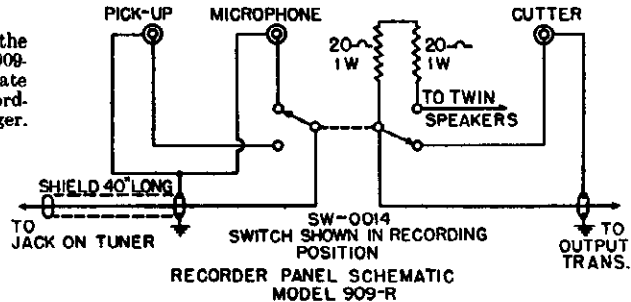 PICK-UP
MICROPHONE
CUTTER
the
909-
ate
ord-
ger.
20~
1W
20~
1W
TO TWIN
SPEAKERS
SHIELD 40" LONG
TO
JACK ON TUNER
SW-0014
SWITCH SHOWN IN RECORDING
POSITION
TO
OUTPUT
TRANS.
RECORDER PANEL SCHEMATIC
MODEL 909-R